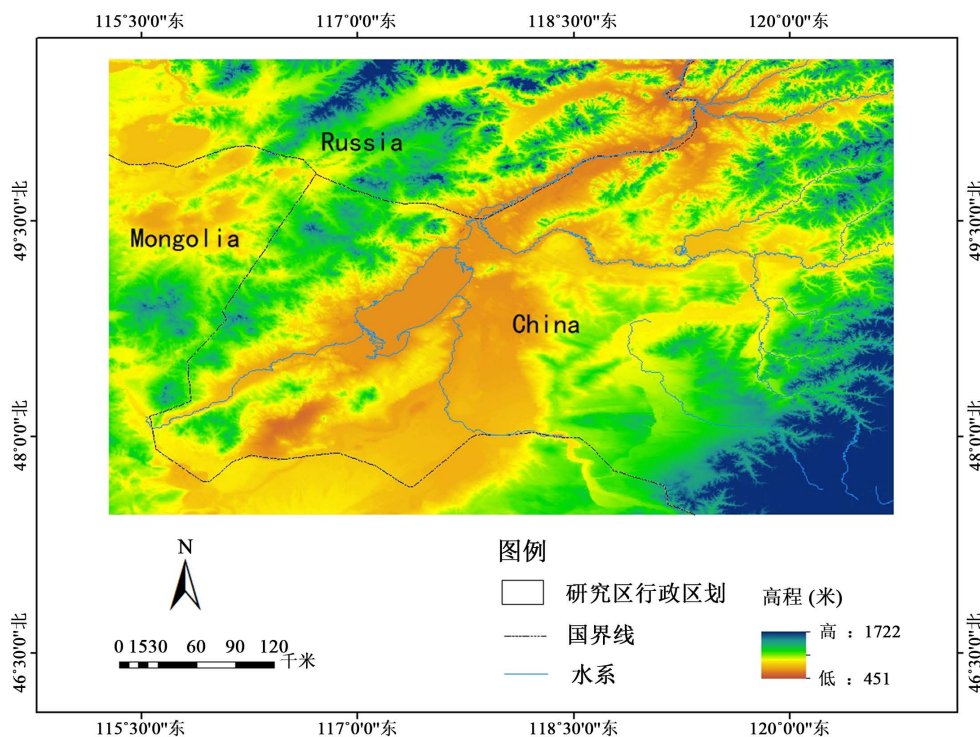 115°30'0"东 117°0'0"东 118°30'0"东 120°0'0"东
Russia
49°30'0"北 49°30'0"北
Mongolia
China
48°0'0"北 48°0'0"北
N
图例
研究区行政区划
高程 (米)
国界线
高 : 1722
0 15 30 60 90 120
千米
水系
低 : 451
46°30'0"北 46°30'0"北
115°30'0"东 117°0'0"东 118°30'0"东 120°0'0"东